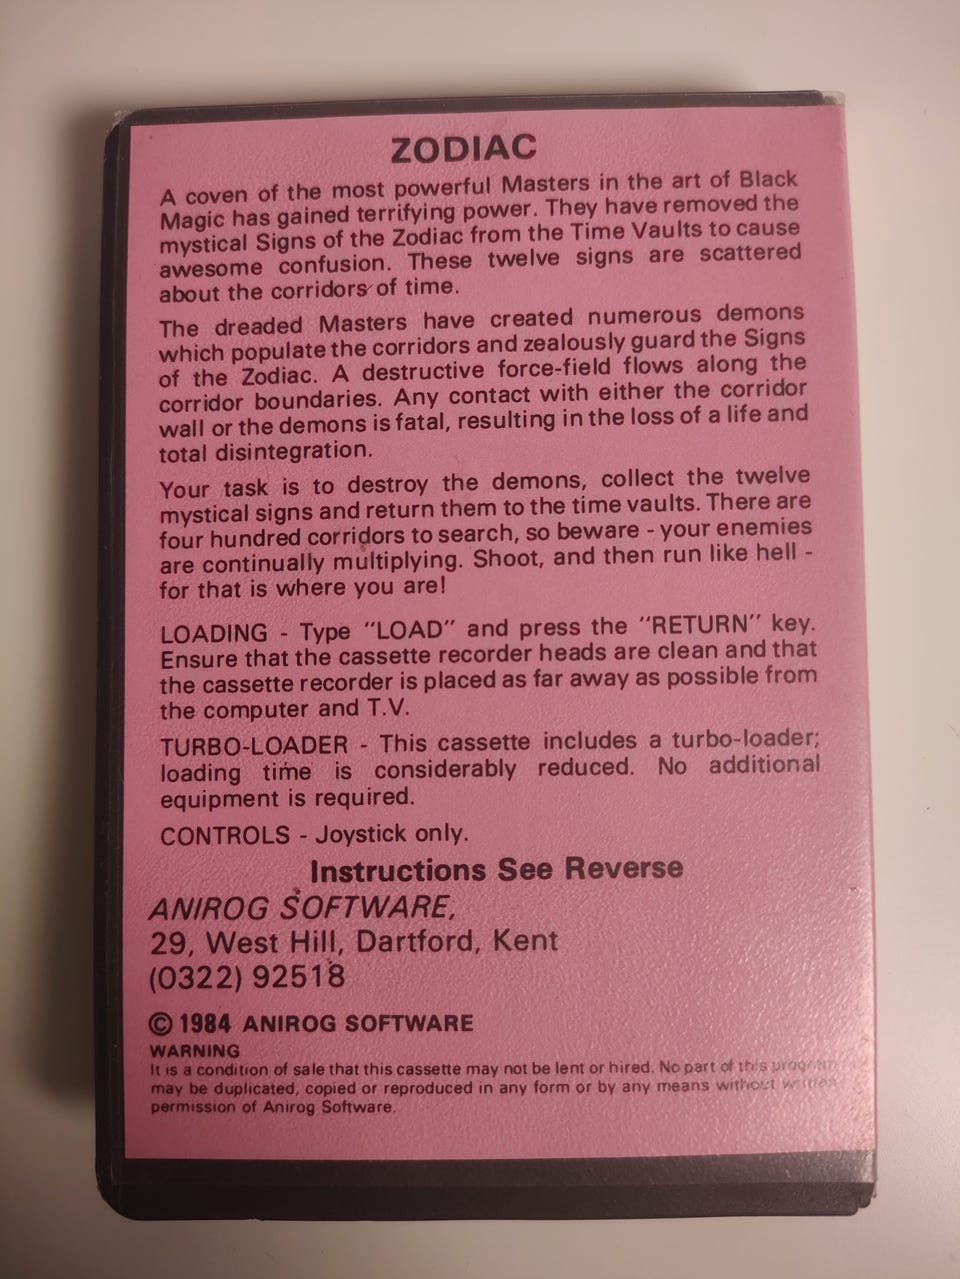 ZODIAC
A coven of the most powerful Masters in the art of Black
Magic has gained terrifying power. They have removed the
mystical Signs of the Zodiac from the Time Vaults to cause
awesome confusion. These twelve signs are scattered
about the corridors of time.
The dreaded Masters have created numerous demons
which populate the corridors and zealously guard the Signs
of the Zodiac. A destructive force-field flows along the
corridor boundaries. Any contact with either the corridor
wall or the demons is fatal, resulting in the loss of a life and
total disintegration.
Your task is to destroy the demons, collect the twelve
mystical signs and return them to the time vaults. There are
four hundred corridors to search, so beware - your enemies
are continually multiplying. Shoot, and then run like hell -
for that is where you are!
LOADING - Type "LOAD" and press the "RETURN" key.
Ensure that the cassette recorder heads are clean and that
the cassette recorder is placed as far away as possible from
the computer and T.V.
TURBO-LOADER - This cassette includes a turbo-loader;
loading time is considerably reduced. No additional
equipment is required.
CONTROLS - Joystick only.
Instructions See Reverse
ANIROG SOFTWARE,
29, West Hill, Dartford, Kent
(0322) 92518
© 1984 ANIROG SOFTWARE
WARNING
It is a condition of sale that this cassette may not be lent or hired. No part of this program
may be duplicated, copied or reproduced in any form or by any means without written
permission of Anirog Software.